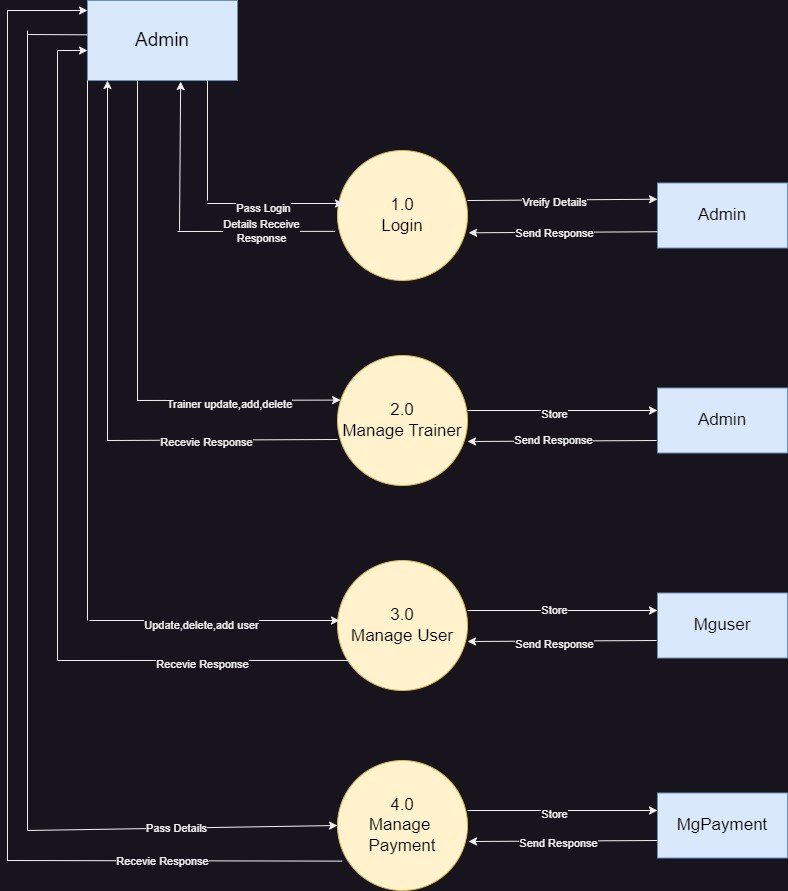 Admin
1.0
Login
Pass Login
Details Receive
Response
Vreify Details
Send Response
Admin
2.0
Manage Trainer
Trainer update,add,delete
Recevie Response
Store
Send Response
Admin
3.0
Manage User
Update,delete,add user
Recevie Response
Store
Send Response
Mguser
4.0
Manage
Payment
Pass Details
Recevie Response
Store
Send Response
MgPayment